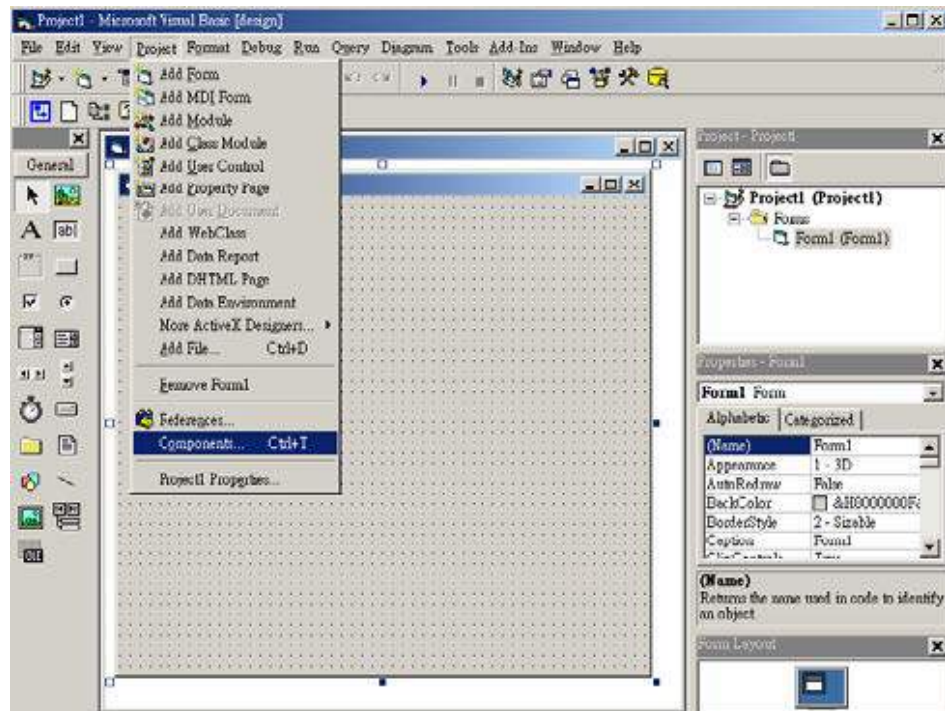 Project1 - Microsoft Visual Basic [design]
File Edit View Project Format Debug Run Query Diagram Tools Add-Ins Window Help
Add Form
Add MDI Form
Add Module
Add Class Module
Add User Control
Add Property Page
Add User Document
Add WebClass
Add Data Report
Add DHTML Page
Add Data Environment
More ActiveX Designers...
Add File... Ctrl+D
Remove Form1
References...
Components... Ctrl+T
Project1 Properties...
General
A
ab
OLE
Project - Project1
Project1 (Project1)
Forms
Form1 (Form1)
Properties - Form1
Form1 Form
Alphabetic Categorized
(Name) Form1
Appearance 1 - 3D
AutoRedraw False
BackColor &H8000000F&
BorderStyle 2 - Sizable
Caption Form1
ClipControls True
(Name)
Returns the name used in code to identify
an object.
Form Layout